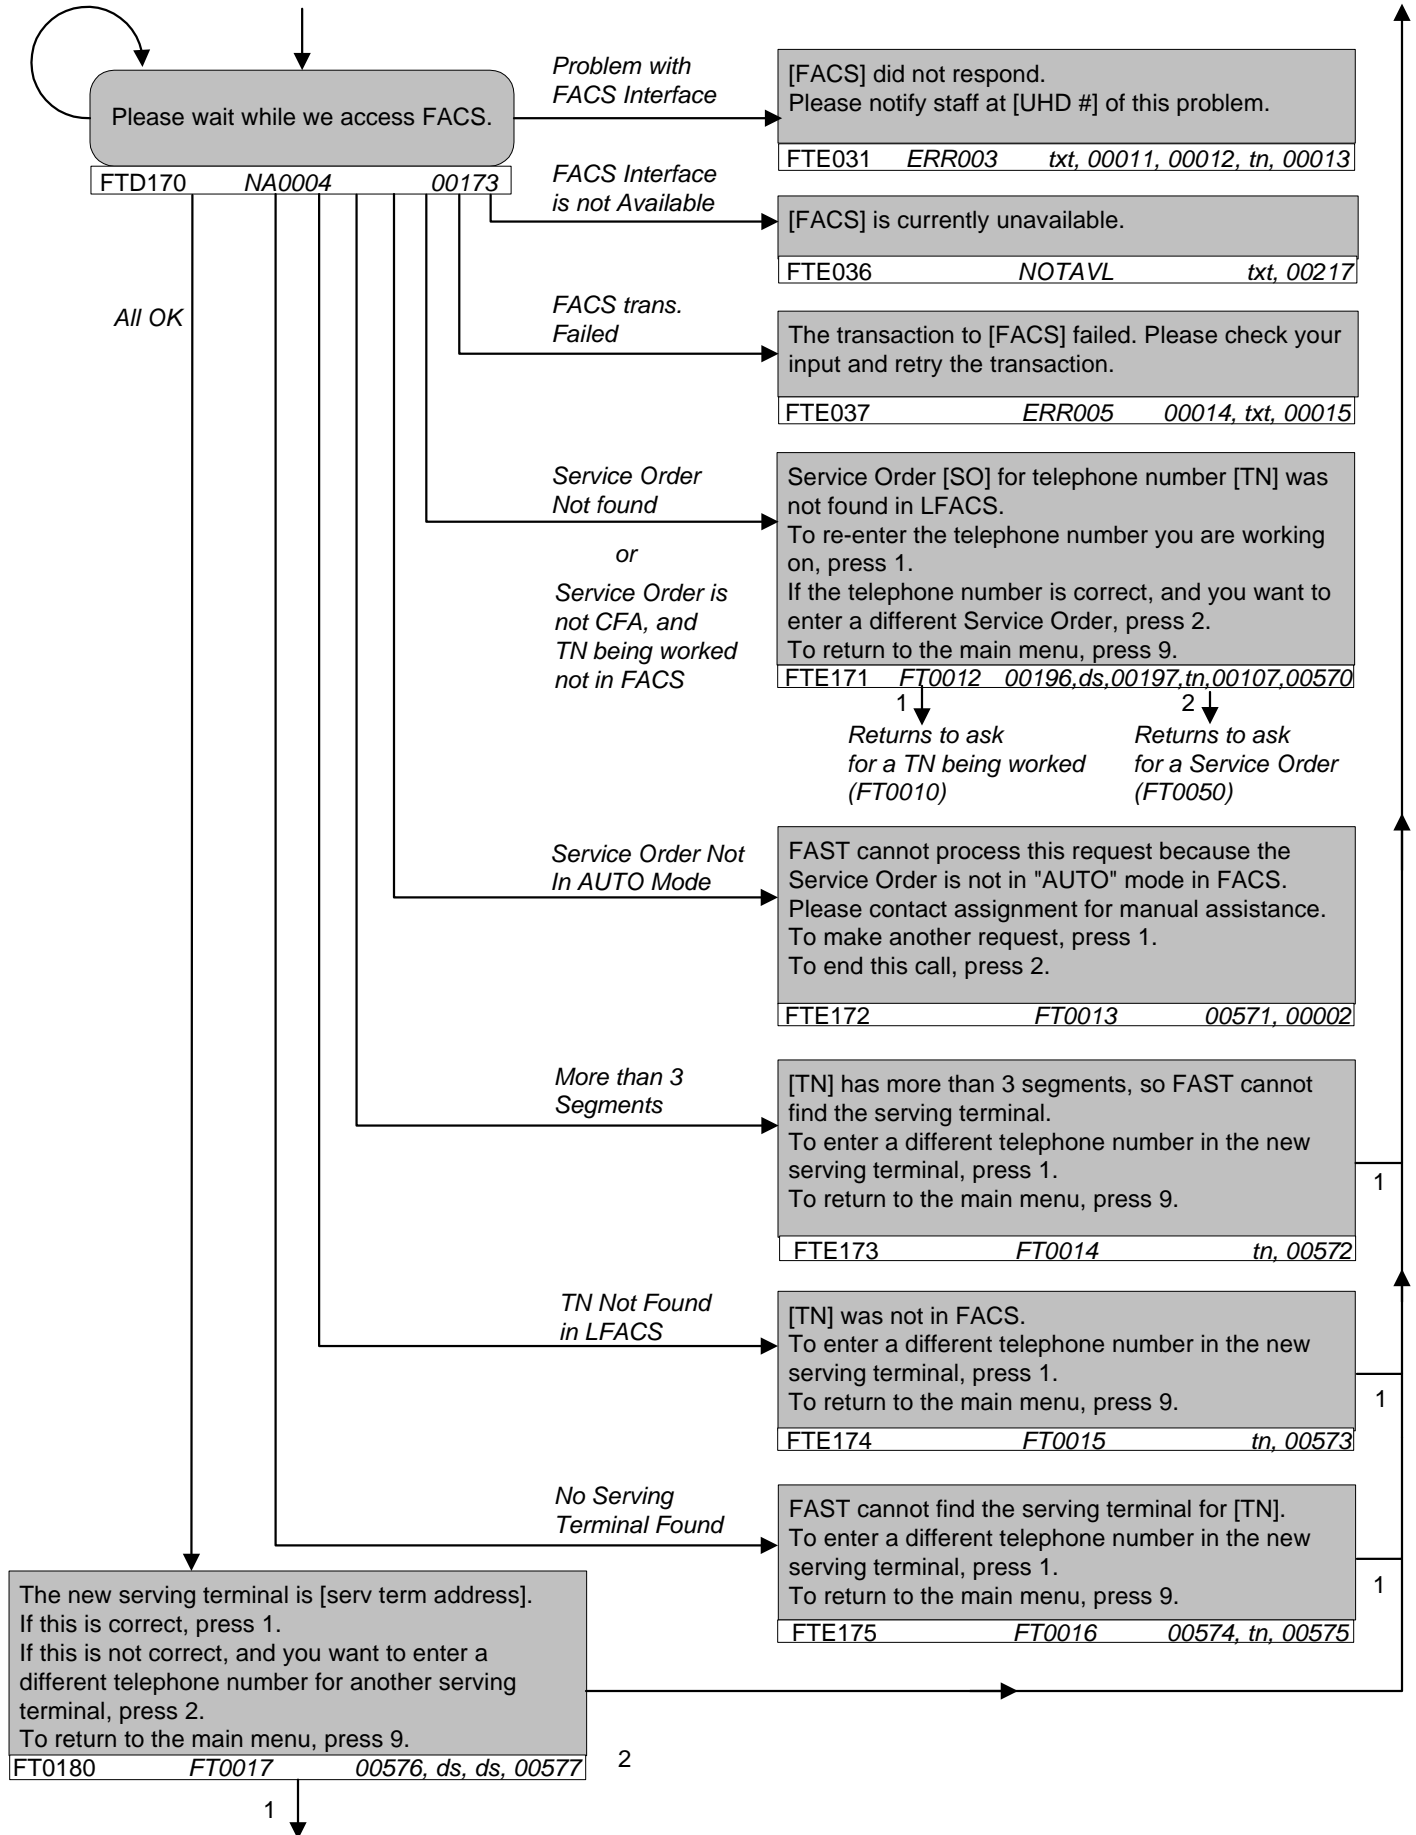 Please wait while we access FACS.
FTD170 NA0004 00173
Problem with
FACS Interface
[FACS] did not respond.
Please notify staff at [UHD #] of this problem.
FTE031 ERR003 txt, 00011, 00012, tn, 00013
FACS Interface
is not Available
[FACS] is currently unavailable.
FTE036 NOTAVL txt, 00217
All OK
FACS trans.
Failed
The transaction to [FACS] failed. Please check your
input and retry the transaction.
FTE037 ERR005 00014, txt, 00015
Service Order
Not found
or
Service Order is
not CFA, and
TN being worked
not in FACS
Service Order [SO] for telephone number [TN] was
not found in LFACS.
To re-enter the telephone number you are working
on, press 1.
If the telephone number is correct, and you want to
enter a different Service Order, press 2.
To return to the main menu, press 9.
FTE171 FT0012 00196,ds,00197,tn,00107,00570
1
Returns to ask
for a TN being worked
(FT0010)
2
Returns to ask
for a Service Order
(FT0050)
Service Order Not
In AUTO Mode
FAST cannot process this request because the
Service Order is not in "AUTO" mode in FACS.
Please contact assignment for manual assistance.
To make another request, press 1.
To end this call, press 2.
FTE172 FT0013 00571, 00002
More than 3
Segments
[TN] has more than 3 segments, so FAST cannot
find the serving terminal.
To enter a different telephone number in the new
serving terminal, press 1.
To return to the main menu, press 9.
FTE173 FT0014 tn, 00572
1
TN Not Found
in LFACS
[TN] was not in FACS.
To enter a different telephone number in the new
serving terminal, press 1.
To return to the main menu, press 9.
FTE174 FT0015 tn, 00573
1
No Serving
Terminal Found
FAST cannot find the serving terminal for [TN].
To enter a different telephone number in the new
serving terminal, press 1.
To return to the main menu, press 9.
FTE175 FT0016 00574, tn, 00575
1
The new serving terminal is [serv term address].
If this is correct, press 1.
If this is not correct, and you want to enter a
different telephone number for another serving
terminal, press 2.
To return to the main menu, press 9.
FT0180 FT0017 00576, ds, ds, 00577
2
1